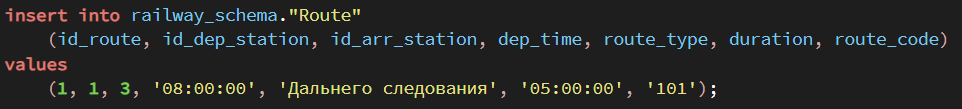 insert into railway_schema."Route"
(id_route, id_dep_station, id_arr_station, dep_time, route_type, duration, route_code)
values
(1, 1, 3, '08:00:00', 'Дальнего следования', '05:00:00', '101');